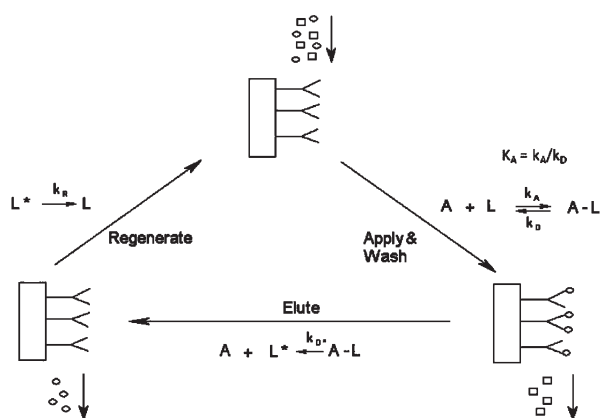 K_A = k_A/k_D
L* k_R → L
A + L k_A ⇌ k_D A-L
Regenerate
Apply &
Wash
Elute
A + L* ← k_D* A-L